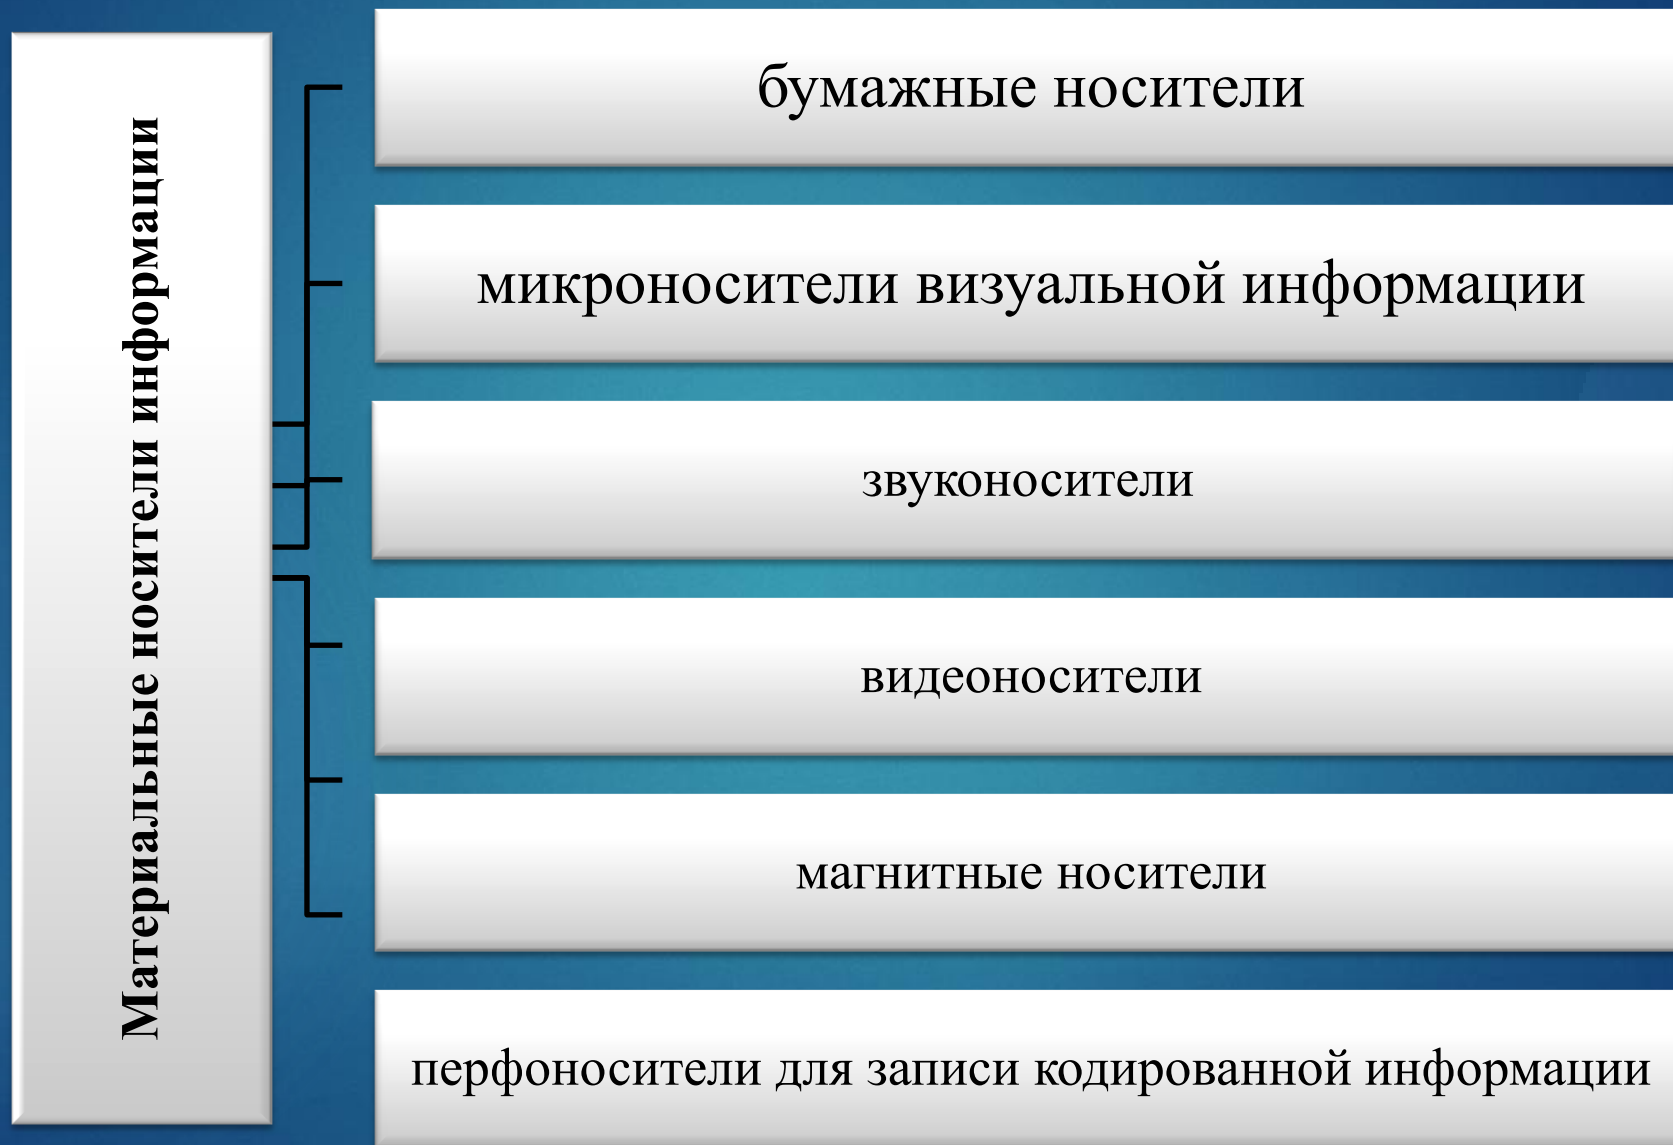 Материальные носители информации
бумажные носители
микроносители визуальной информации
звуконосители
видеоносители
магнитные носители
перфоносители для записи кодированной информации